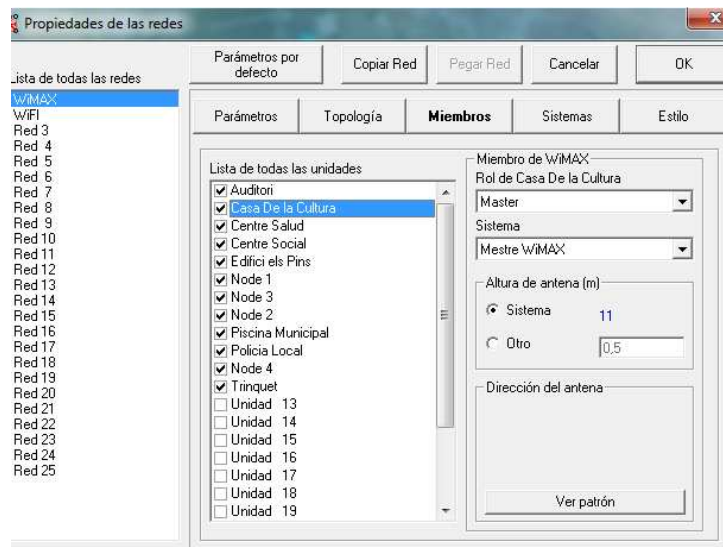 Propiedades de las redes
Parámetros por defecto
Copiar Red
Pegar Red
Cancelar
OK
Lista de todas las redes
WiMAX
WiFI
Red 3
Red 4
Red 5
Red 6
Red 7
Red 8
Red 9
Red 10
Red 11
Red 12
Red 13
Red 14
Red 15
Red 16
Red 17
Red 18
Red 19
Red 20
Red 21
Red 22
Red 23
Red 24
Red 25
Parámetros
Topología
Miembros
Sistemas
Estilo
Lista de todas las unidades
Auditori
Casa De la Cultura
Centre Salud
Centre Social
Edifici els Pins
Node 1
Node 3
Node 2
Piscina Municipal
Policia Local
Node 4
Trinquet
Unidad 13
Unidad 14
Unidad 15
Unidad 16
Unidad 17
Unidad 18
Unidad 19
Miembro de WiMAX
Rol de Casa De la Cultura
Master
Sistema
Mestre WiMAX
Altura de antena (m)
Sistema 11
Otro 0,5
Dirección del antena
Ver patrón